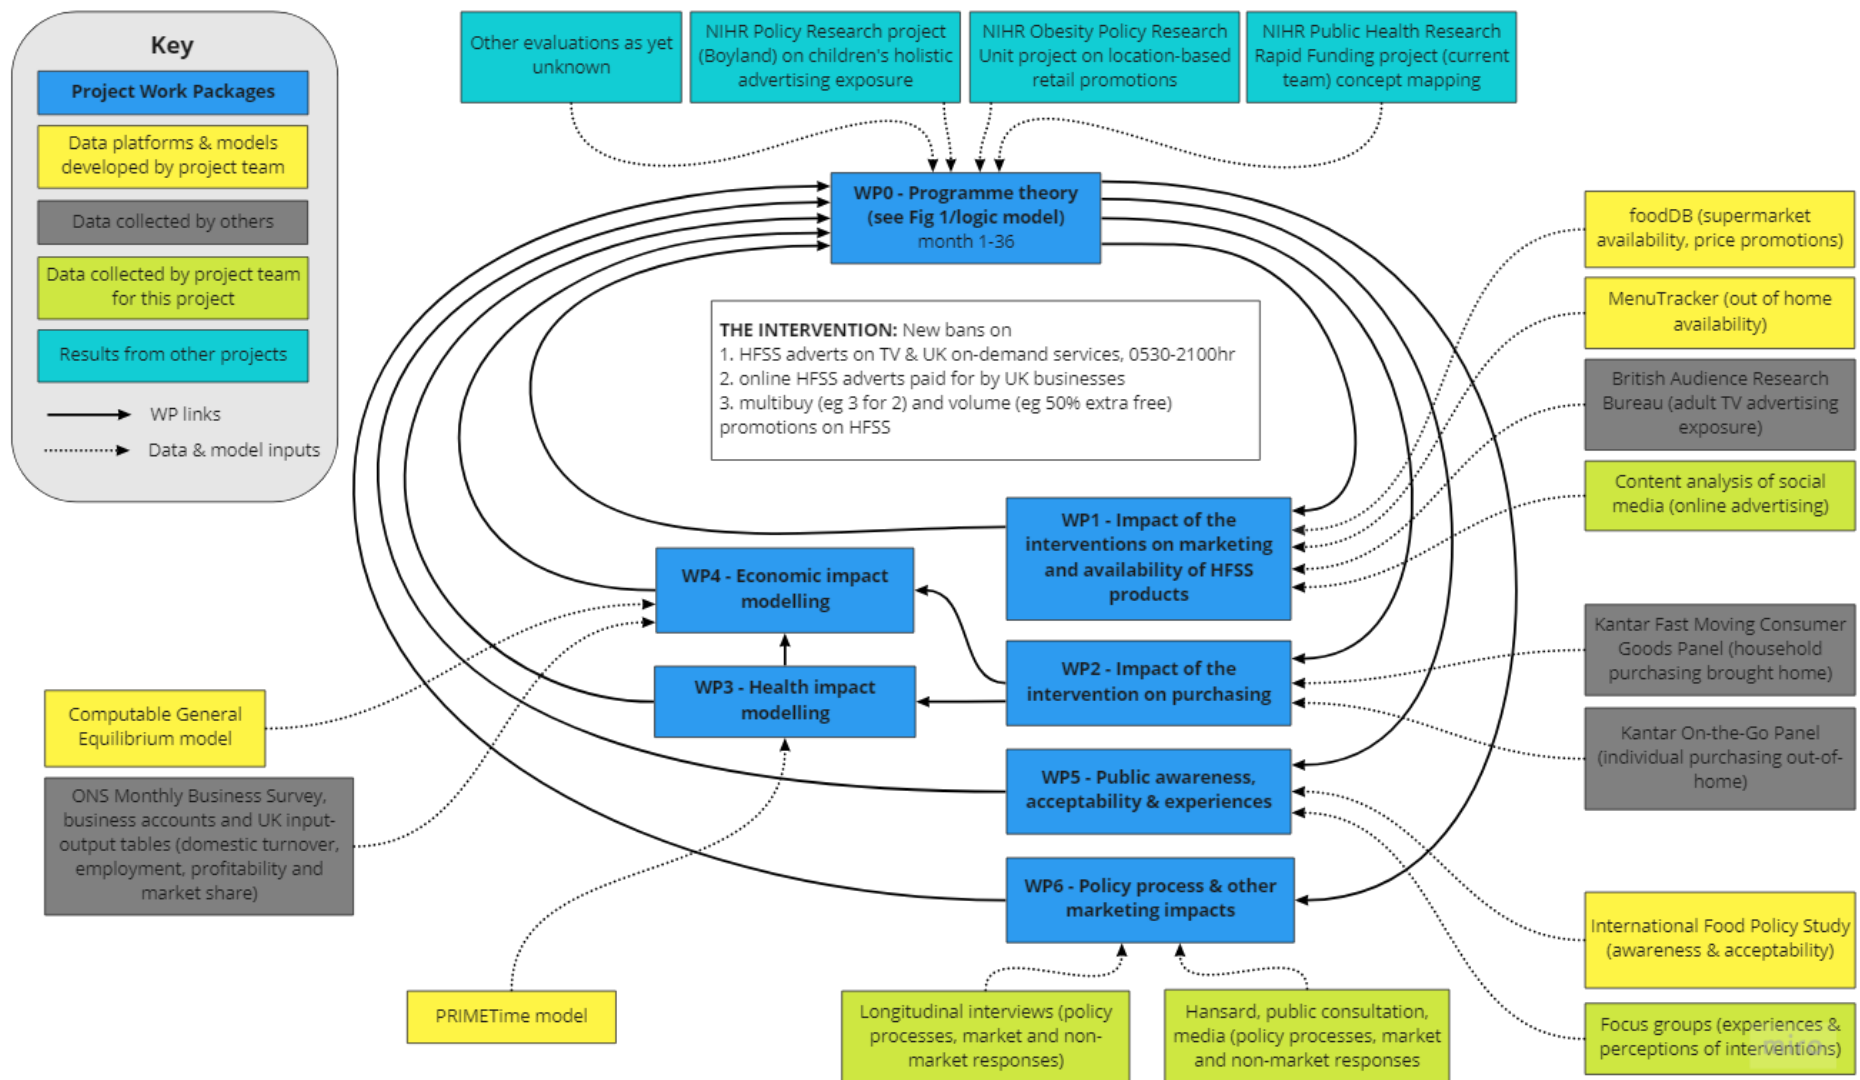 Key
Project Work Packages
Data platforms & models
developed by project team
Data collected by others
Data collected by project team
for this project
Results from other projects
WP links
Data & model inputs
Other evaluations as yet
unknown
NIHR Policy Research project
(Boyland) on children's holistic
advertising exposure
NIHR Obesity Policy Research
Unit project on location-based
retail promotions
NIHR Public Health Research
Rapid Funding project (current
team) concept mapping
WP0 - Programme theory
(see Fig 1/logic model)
month 1-36
THE INTERVENTION: New bans on
1. HFSS adverts on TV & UK on-demand services, 0530-2100hr
2. online HFSS adverts paid for by UK businesses
3. multibuy (eg 3 for 2) and volume (eg 50% extra free)
promotions on HFSS
foodDB (supermarket
availability, price promotions)
MenuTracker (out of home
availability)
British Audience Research
Bureau (adult TV advertising
exposure)
Content analysis of social
media (online advertising)
WP1 - Impact of the
interventions on marketing
and availability of HFSS
products
WP4 - Economic impact
modelling
WP2 - Impact of the
intervention on purchasing
WP3 - Health impact
modelling
Kantar Fast Moving Consumer
Goods Panel (household
purchasing brought home)
Kantar On-the-Go Panel
(individual purchasing out-of-
home)
Computable General
Equilibrium model
ONS Monthly Business Survey,
business accounts and UK input-
output tables (domestic turnover,
employment, profitability and
market share)
WP5 - Public awareness,
acceptability & experiences
WP6 - Policy process & other
marketing impacts
International Food Policy Study
(awareness & acceptability)
PRIMETime model
Longitudinal interviews (policy
processes, market and non-
market responses)
Hansard, public consultation,
media (policy processes, market
and non-market responses
Focus groups (experiences &
perceptions of interventions)
miro